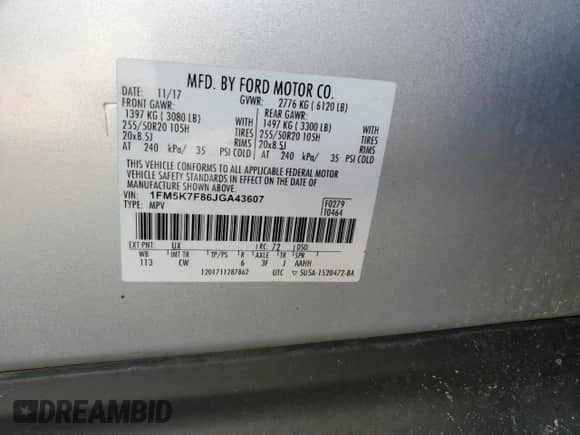 MFD. BY FORD MOTOR CO.
DATE: 11/17 GVWR: 2776 KG ( 6120 LB)
FRONT GAWR: REAR GAWR:
1397 KG ( 3080 LB) WITH 1497 KG ( 3300 LB) WITH
255/50R20 105H TIRES 255/50R20 105H TIRES
20x8.5J RIMS 20x8.5J RIMS
AT 240 kPa/ 35 PSI COLD AT 240 kPa/ 35 PSI COLD
THIS VEHICLE CONFORMS TO ALL APPLICABLE FEDERAL MOTOR
VEHICLE SAFETY STANDARDS IN EFFECT ON THE DATE OF
MANUFACTURE SHOWN ABOVE.
VIN: 1FM5K7F86JGA43607 F0279
TYPE: MPV T0464
EXT PNT: UX RC: 72 DSO:
WB INT TR TP/PS R AXLE TR SPR
113 CW 6 3F J AAHH
1201711287862 UTC ▽ 5USA-1520472-BA
DREAMBID